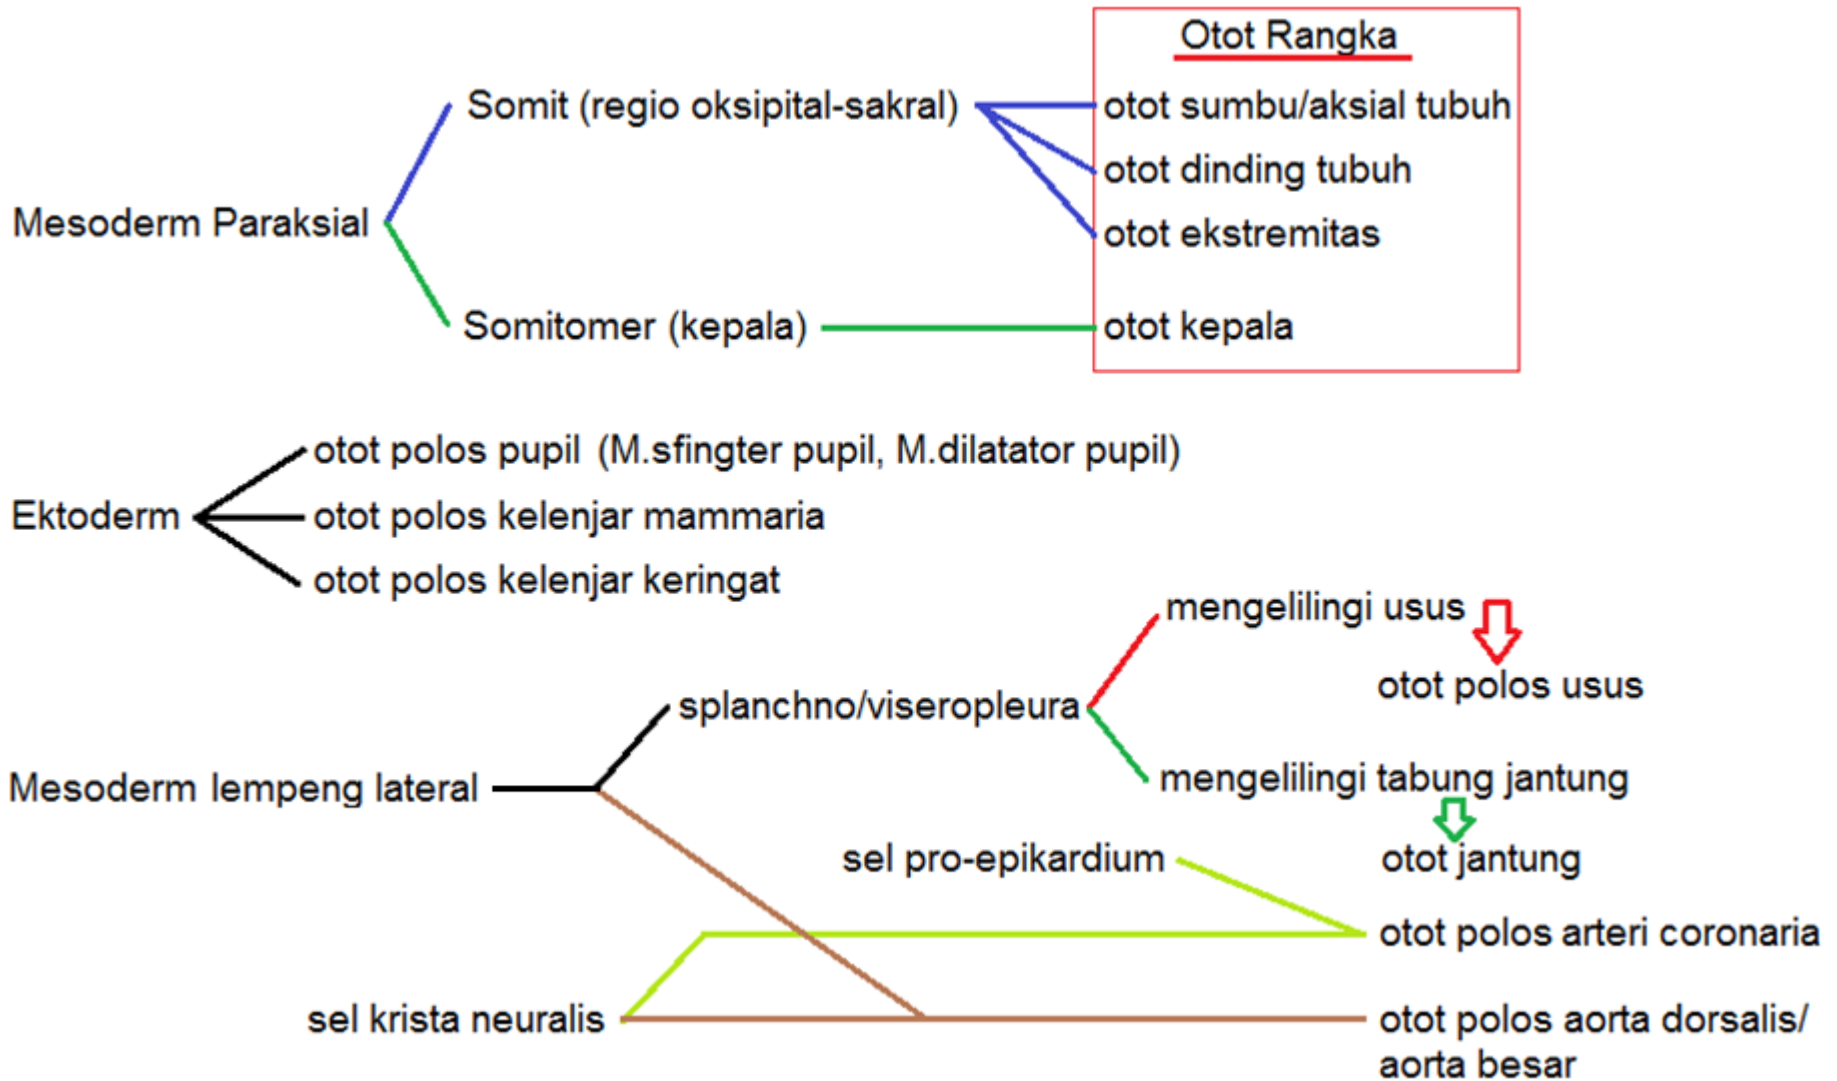 Otot Rangka
Somit (regio oksipital-sakral)
otot sumbu/aksial tubuh
otot dinding tubuh
otot ekstremitas
Mesoderm Paraksial
Somitomer (kepala)
otot kepala
otot polos pupil (M.sfingter pupil, M.dilatator pupil)
Ektoderm
otot polos kelenjar mammaria
otot polos kelenjar keringat
mengelilingi usus
otot polos usus
splanchno/viseropleura
Mesoderm lempeng lateral
mengelilingi tabung jantung
sel pro-epikardium
otot jantung
otot polos arteri coronaria
sel krista neuralis
otot polos aorta dorsalis/
aorta besar